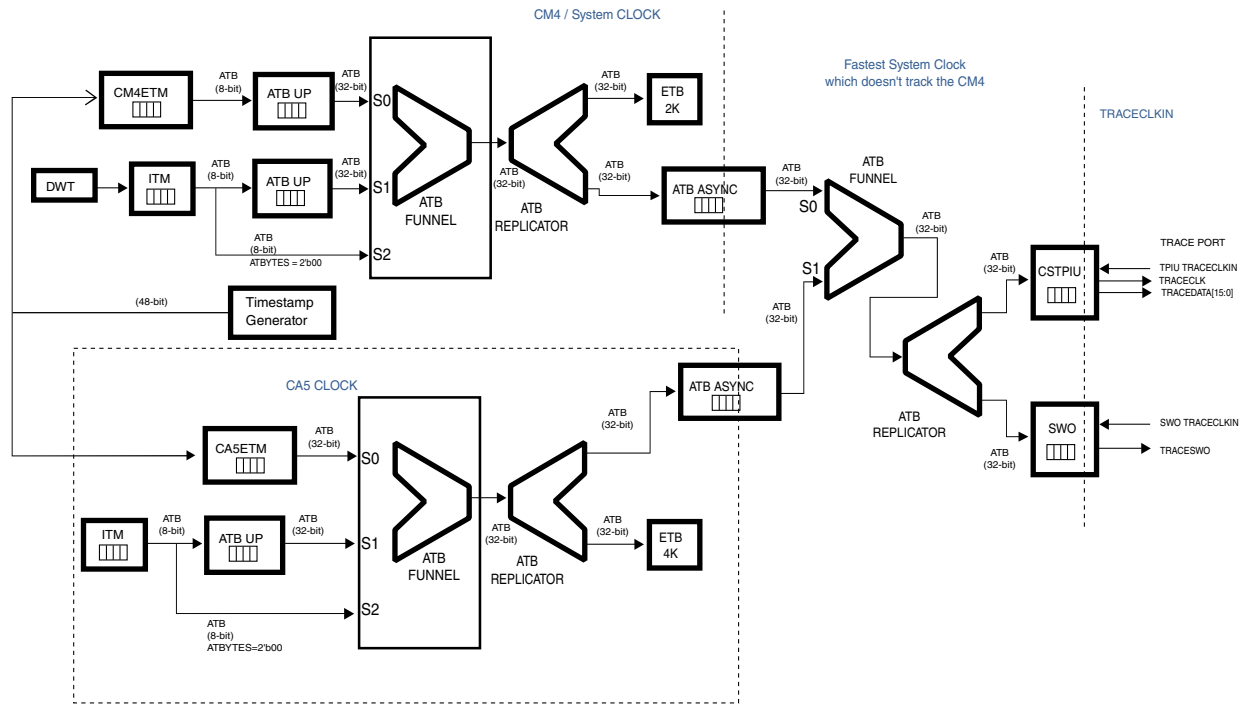 CM4 / System CLOCK
Fastest System Clock
which doesn't track the CM4
TRACECLKIN
CM4ETM
ATB
(8-bit)
ATB UP
ATB
(32-bit)
S0
DWT
ITM
ATB
(8-bit)
ATB UP
ATB
(32-bit)
S1
ATB
(8-bit)
ATBYTES = 2'b00
S2
ATB
FUNNEL
ATB
(32-bit)
ATB
REPLICATOR
ATB
(32-bit)
ETB
2K
ATB
(32-bit)
ATB ASYNC
ATB
(32-bit)
S0
ATB
FUNNEL
S1
ATB
(32-bit)
ATB
(32-bit)
ATB
REPLICATOR
ATB
(32-bit)
CSTPIU
TRACE PORT
TPIU TRACECLKIN
TRACECLK
TRACEDATA[15:0]
ATB
(32-bit)
SWO
SWO TRACECLKIN
TRACESWO
(48-bit)
Timestamp
Generator
CA5 CLOCK
CA5ETM
ATB
(32-bit)
S0
ITM
ATB
(8-bit)
ATB UP
ATB
(32-bit)
S1
ATB
(8-bit)
ATBYTES=2'b00
S2
ATB
FUNNEL
ATB
(32-bit)
ATB
REPLICATOR
ATB
(32-bit)
ATB ASYNC
ATB
(32-bit)
ETB
4K